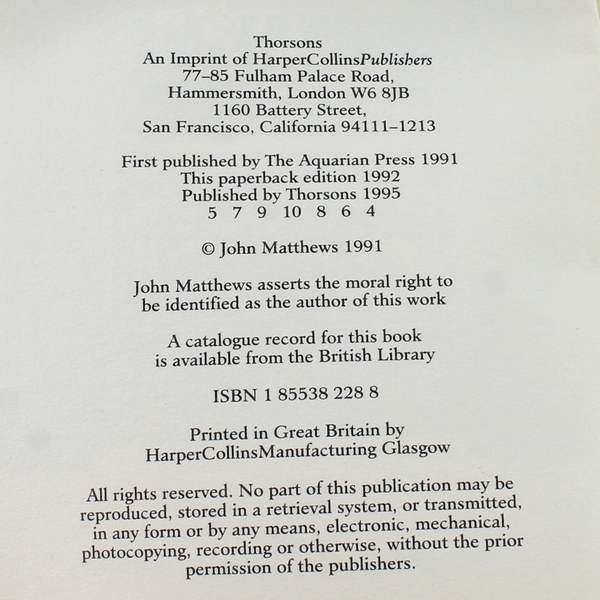 Thorsons
An Imprint of HarperCollinsPublishers
77–85 Fulham Palace Road,
Hammersmith, London W6 8JB
1160 Battery Street,
San Francisco, California 94111–1213
First published by The Aquarian Press 1991
This paperback edition 1992
Published by Thorsons 1995
5 7 9 10 8 6 4
© John Matthews 1991
John Matthews asserts the moral right to
be identified as the author of this work
A catalogue record for this book
is available from the British Library
ISBN 1 85538 228 8
Printed in Great Britain by
HarperCollinsManufacturing Glasgow
All rights reserved. No part of this publication may be
reproduced, stored in a retrieval system, or transmitted,
in any form or by any means, electronic, mechanical,
photocopying, recording or otherwise, without the prior
permission of the publishers.